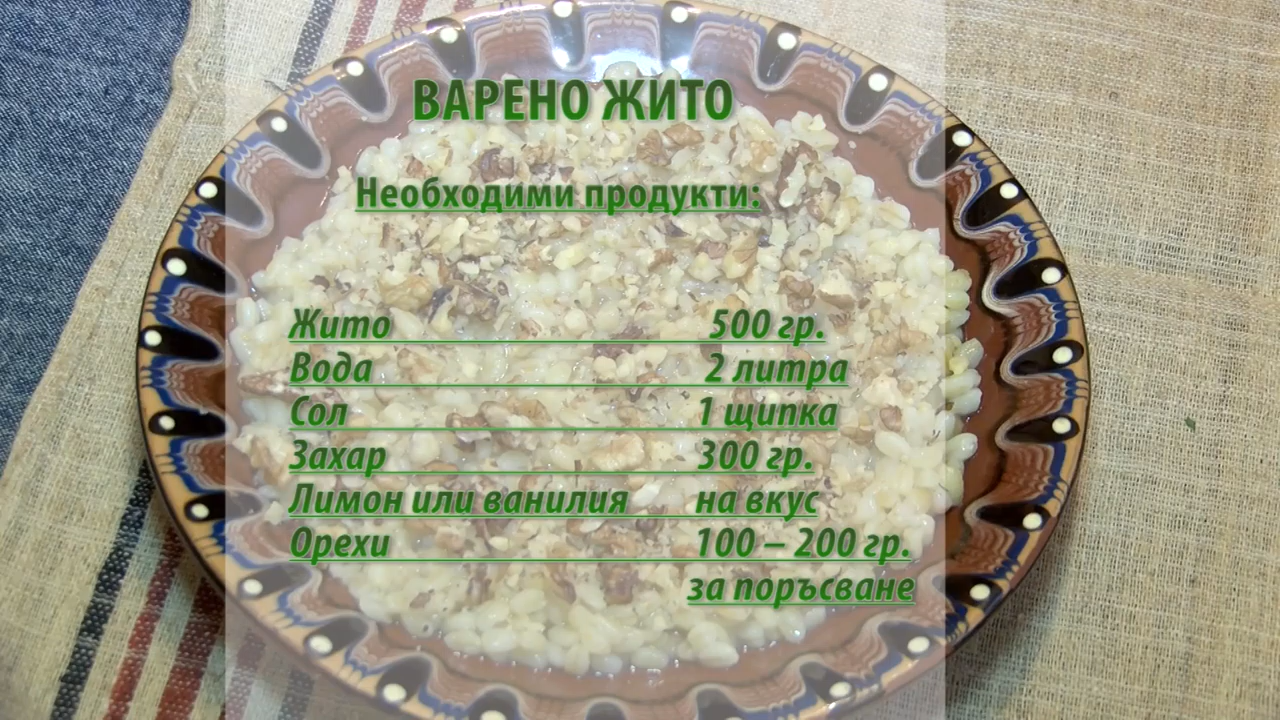 ВАРЕНО ЖИТО
Необходими продукти:
Жито 500 гр.
Вода 2 литра
Сол 1 щипка
Захар 300 гр.
Лимон или ванилия на вкус
Орехи 100 – 200 гр.
за поръсване